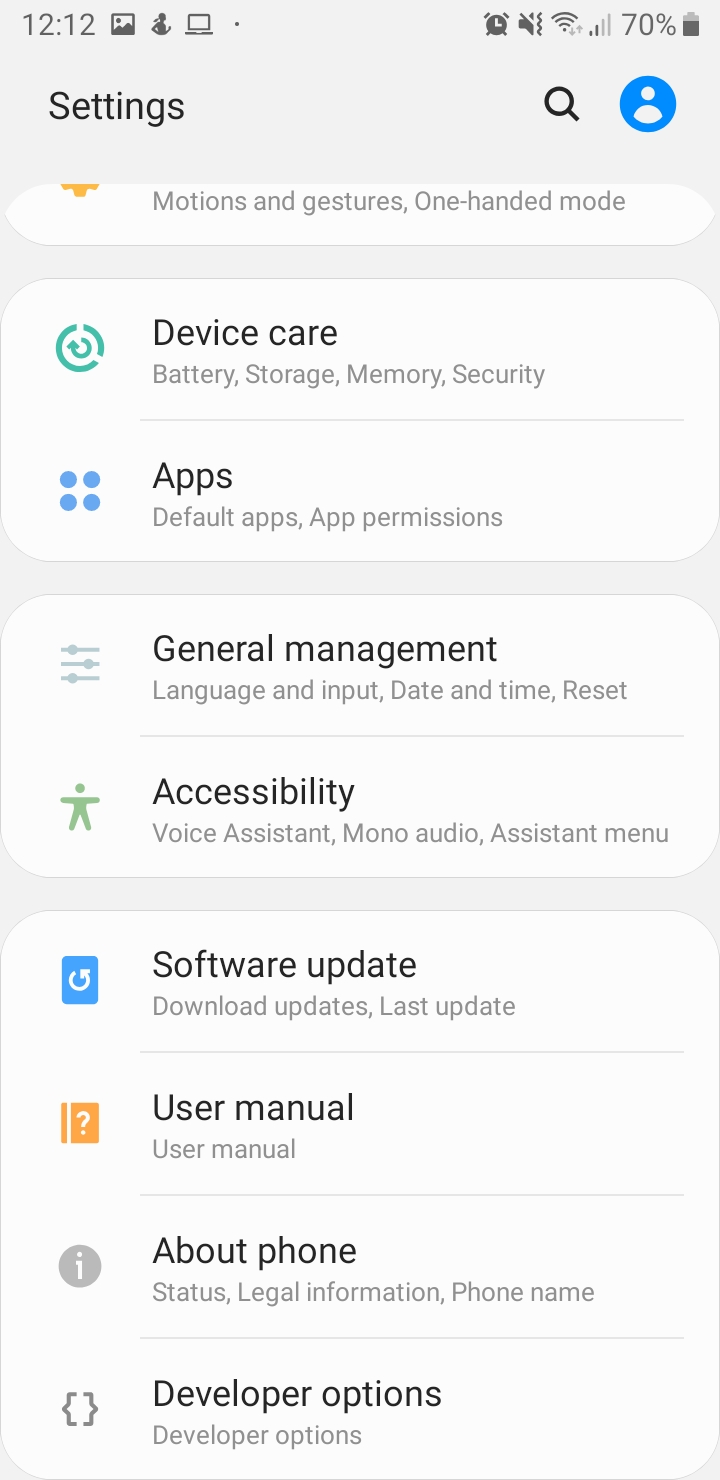 12:12 70%
Settings
Motions and gestures, One-handed mode
Device care
Battery, Storage, Memory, Security
Apps
Default apps, App permissions
General management
Language and input, Date and time, Reset
Accessibility
Voice Assistant, Mono audio, Assistant menu
Software update
Download updates, Last update
User manual
User manual
About phone
Status, Legal information, Phone name
Developer options
Developer options